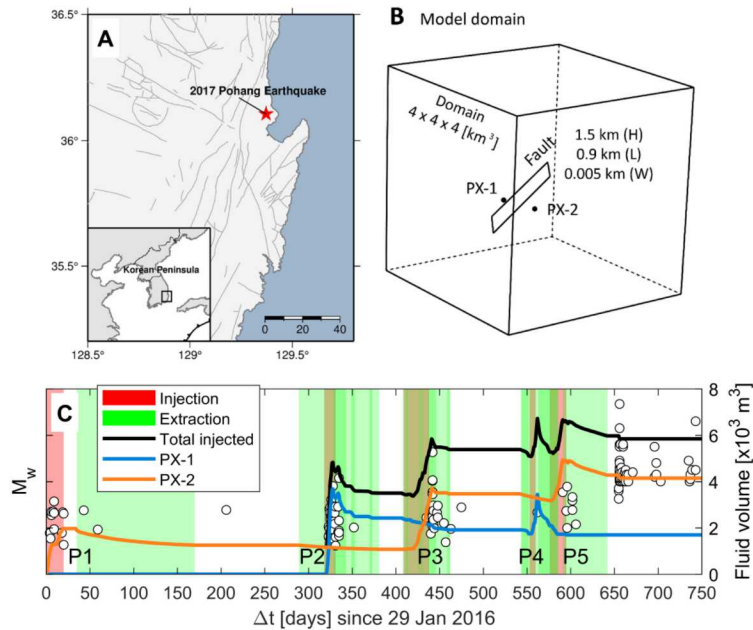 36.5°
A
2017 Pohang Earthquake
36°
35.5°
Korean Peninsula
0 20 40
128.5° 129° 129.5°
B Model domain
Domain
4 x 4 x 4 [km³]
Fault
1.5 km (H)
0.9 km (L)
0.005 km (W)
PX-1
PX-2
C
Injection
Extraction
Total injected
PX-1
PX-2
P1 P2 P3 P4 P5
M_w
Fluid volume [x10³ m³]
8
6
4
2
0
0 50 100 150 200 250 300 350 400 450 500 550 600 650 700 750
Δt [days] since 29 Jan 2016